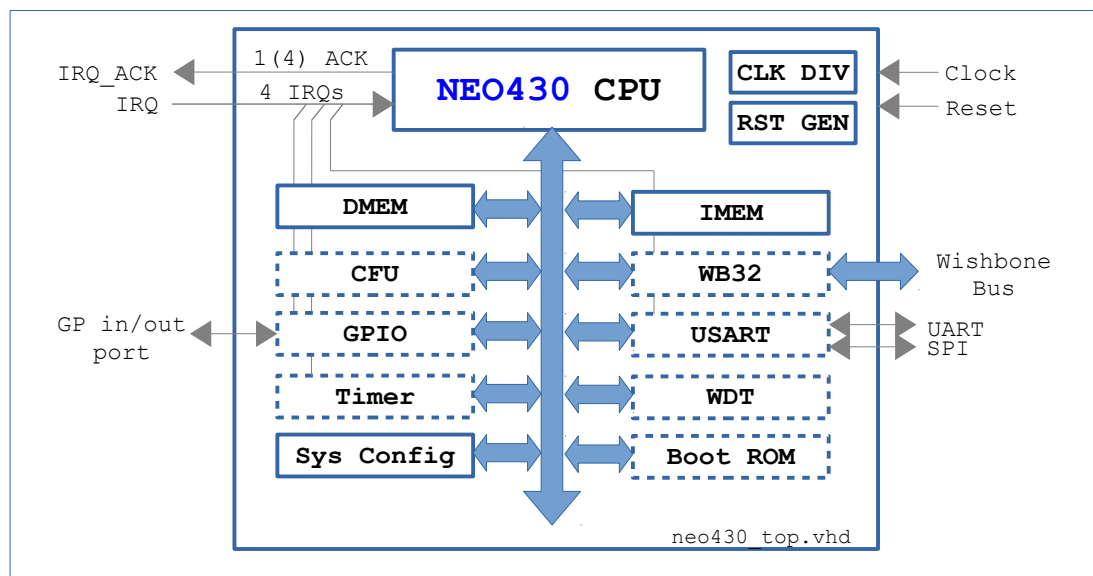 1(4) ACK
IRQ_ACK
4 IRQs
IRQ
NEO430 CPU
CLK DIV
Clock
RST GEN
Reset
DMEM
IMEM
CFU
WB32
Wishbone
Bus
GP in/out
port
GPIO
USART
UART
SPI
Timer
WDT
Sys Config
Boot ROM
neo430_top.vhd